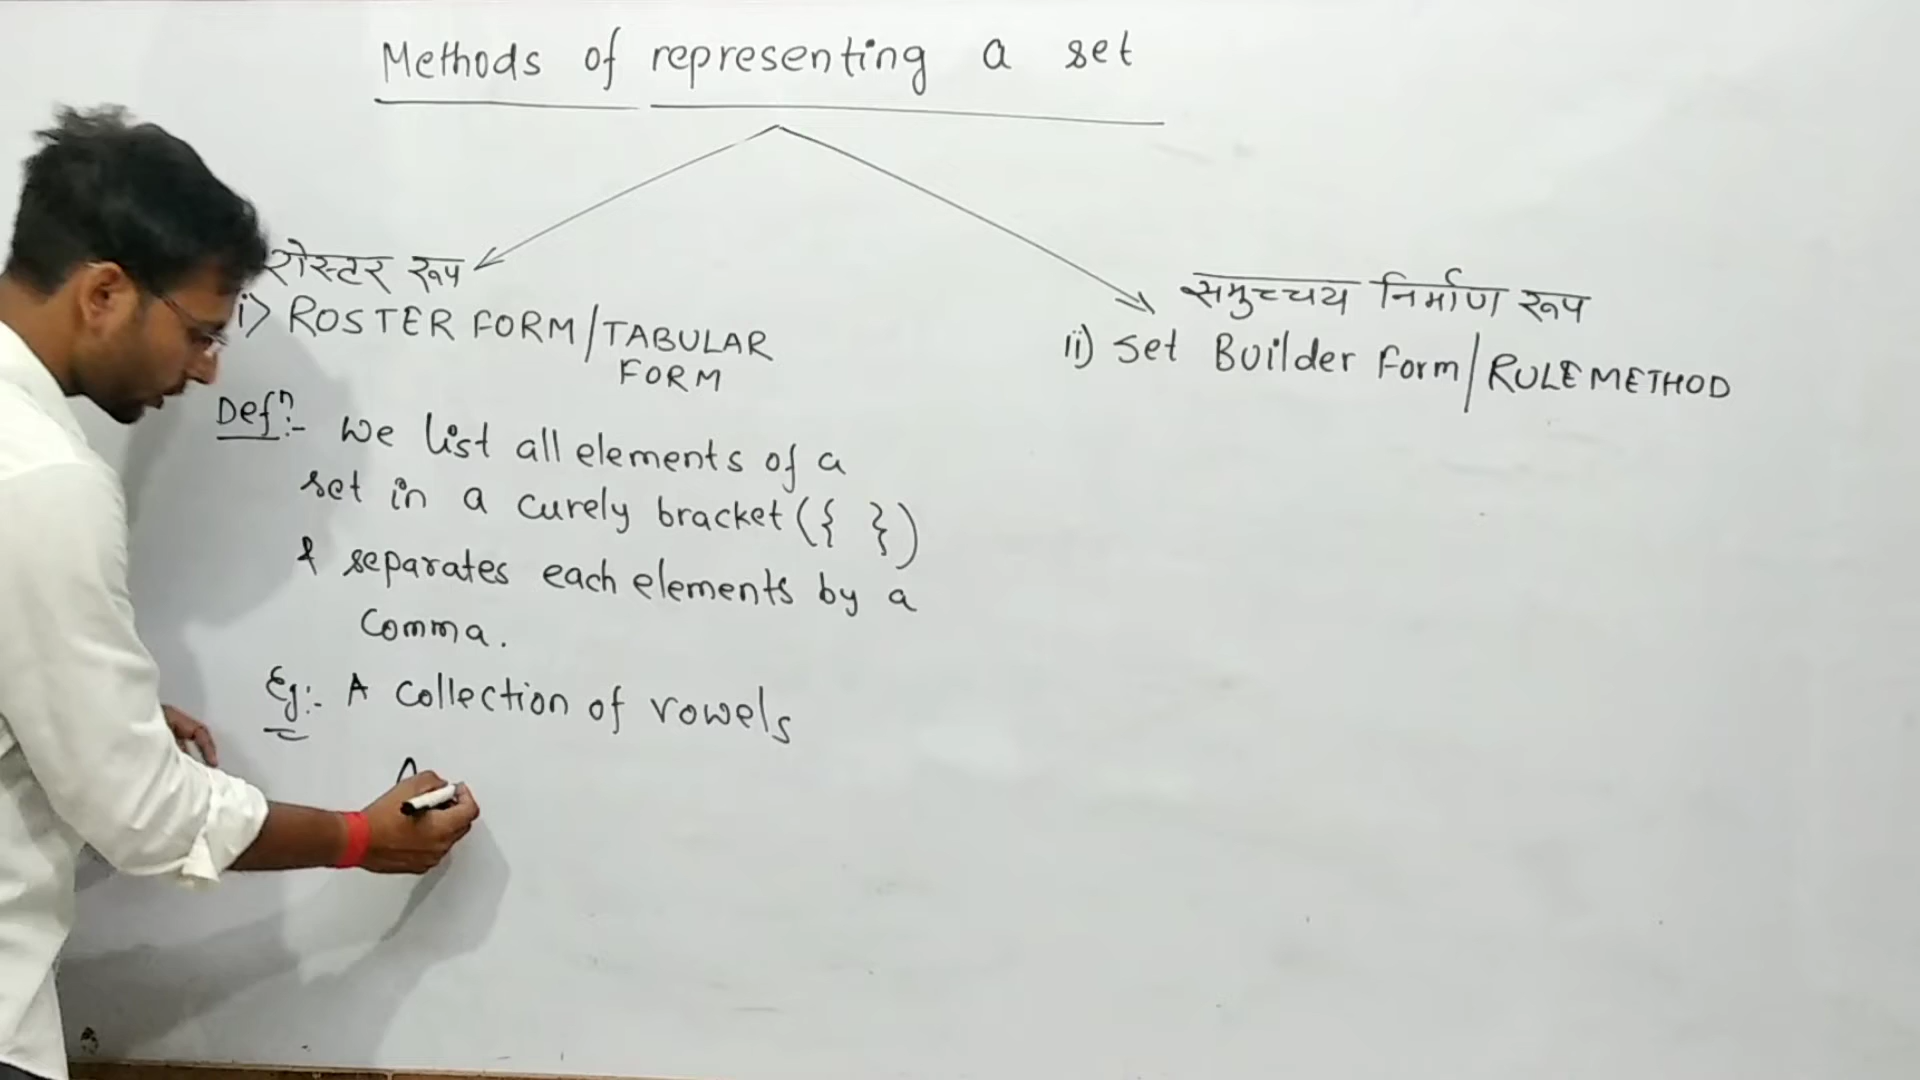 Methods of representing a set
रोस्टर रूप
i) ROSTER FORM/TABULAR
FORM
Defⁿ:- We list all elements of a
set in a curely bracket ({ })
& separates each elements by a
Comma.
Eg:- A collection of vowels
A
समुच्चय निर्माण रूप
ii) Set Builder Form/RULE METHOD